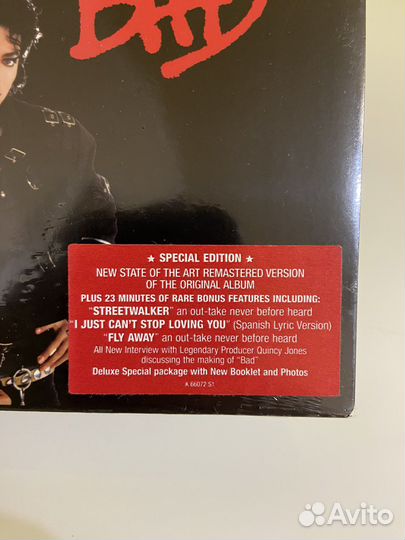 BAD
★ SPECIAL EDITION ★
NEW STATE OF THE ART REMASTERED VERSION
OF THE ORIGINAL ALBUM
PLUS 23 MINUTES OF RARE BONUS FEATURES INCLUDING:
"STREETWALKER" an out-take never before heard
"I JUST CAN'T STOP LOVING YOU" (Spanish Lyric Version)
"FLY AWAY" an out-take never before heard
All New Interview with Legendary Producer Quincy Jones
discussing the making of "Bad"
Deluxe Special package with New Booklet and Photos
A 66072 S1
Avito